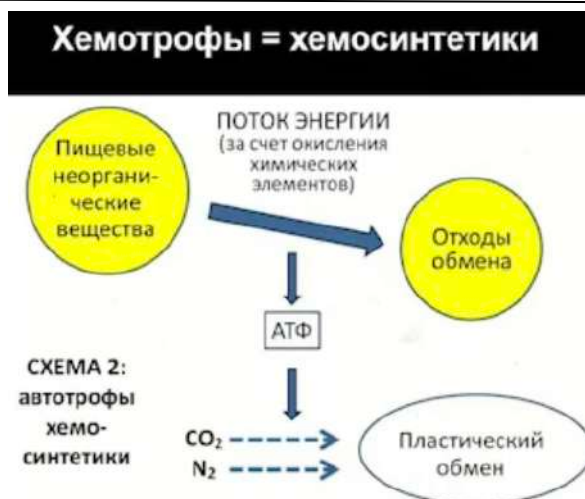 Хемотрофы = хемосинтетики
ПОТОК ЭНЕРГИИ
(за счет окисления
химических
элементов)
Пищевые
неоргани-
ческие
вещества
Отходы
обмена
АТФ
СХЕМА 2:
автотрофы
хемо-
синтетики
CO₂
N₂
Пластический
обмен